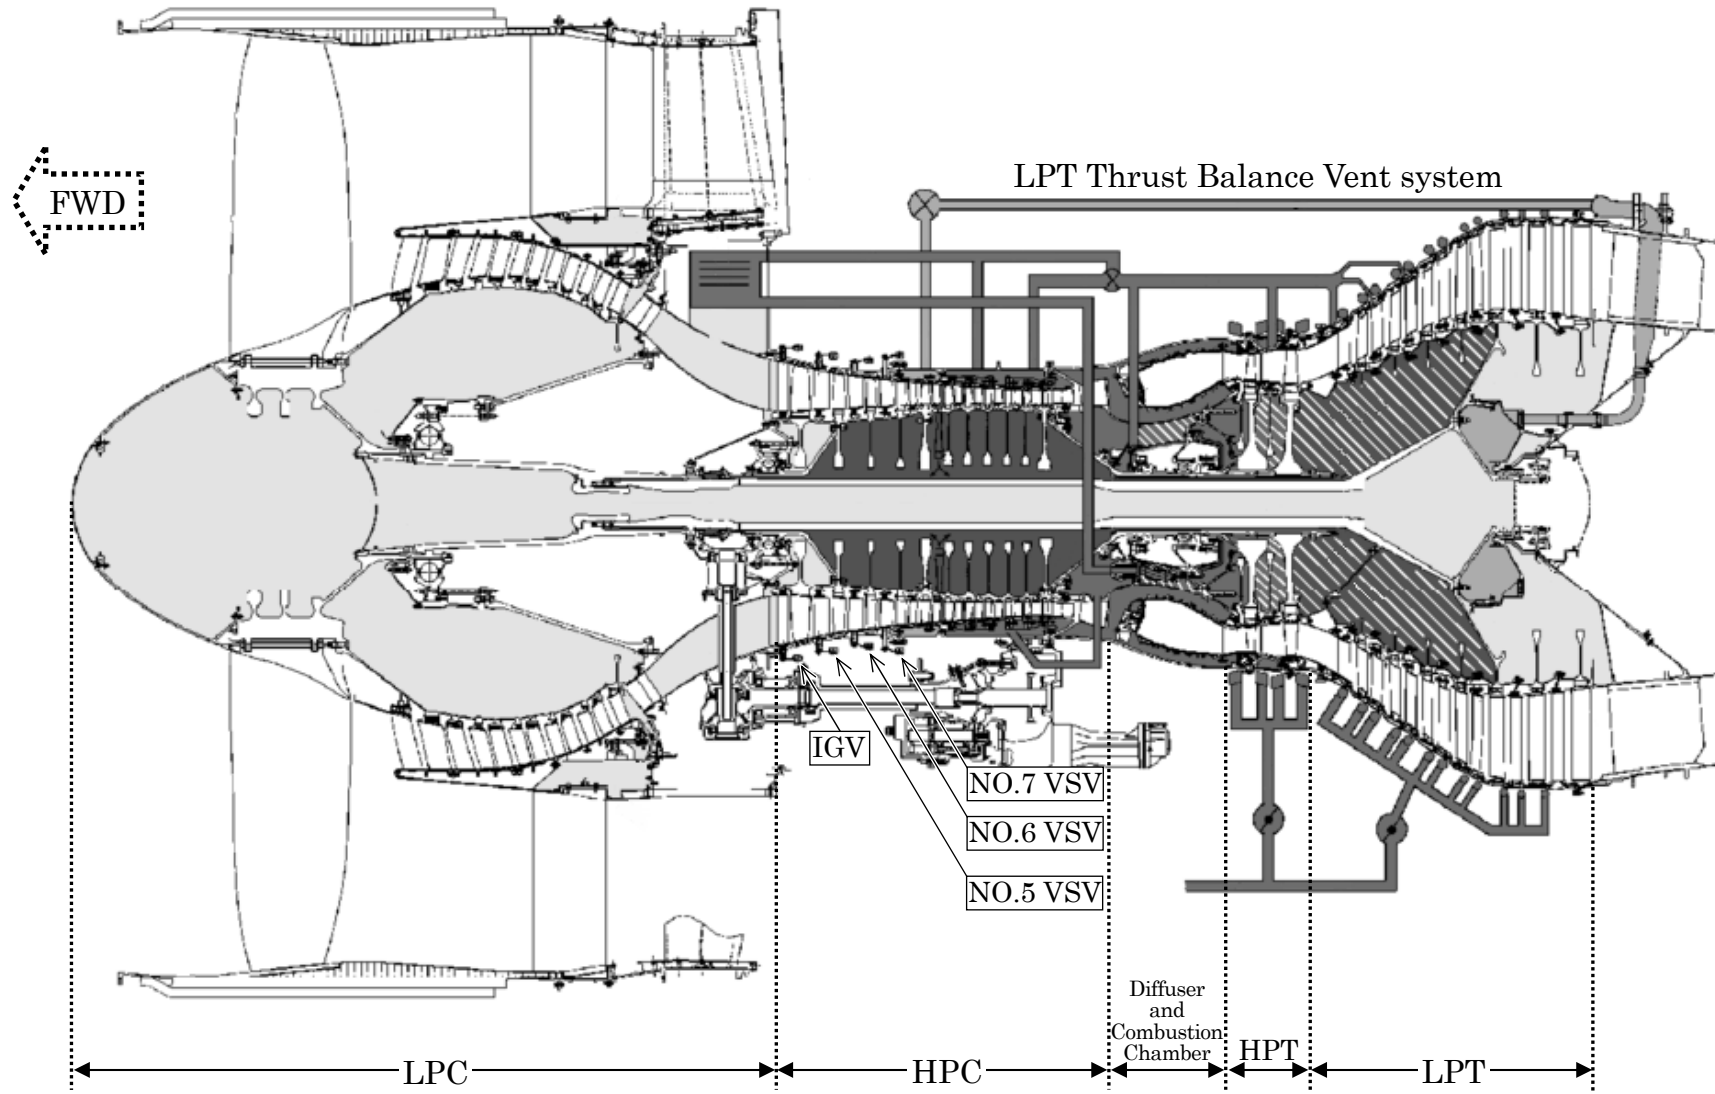 LPT Thrust Balance Vent system
FWD
IGV
NO.7 VSV
NO.6 VSV
NO.5 VSV
Diffuser
and
Combustion
Chamber
LPC
HPC
HPT
LPT